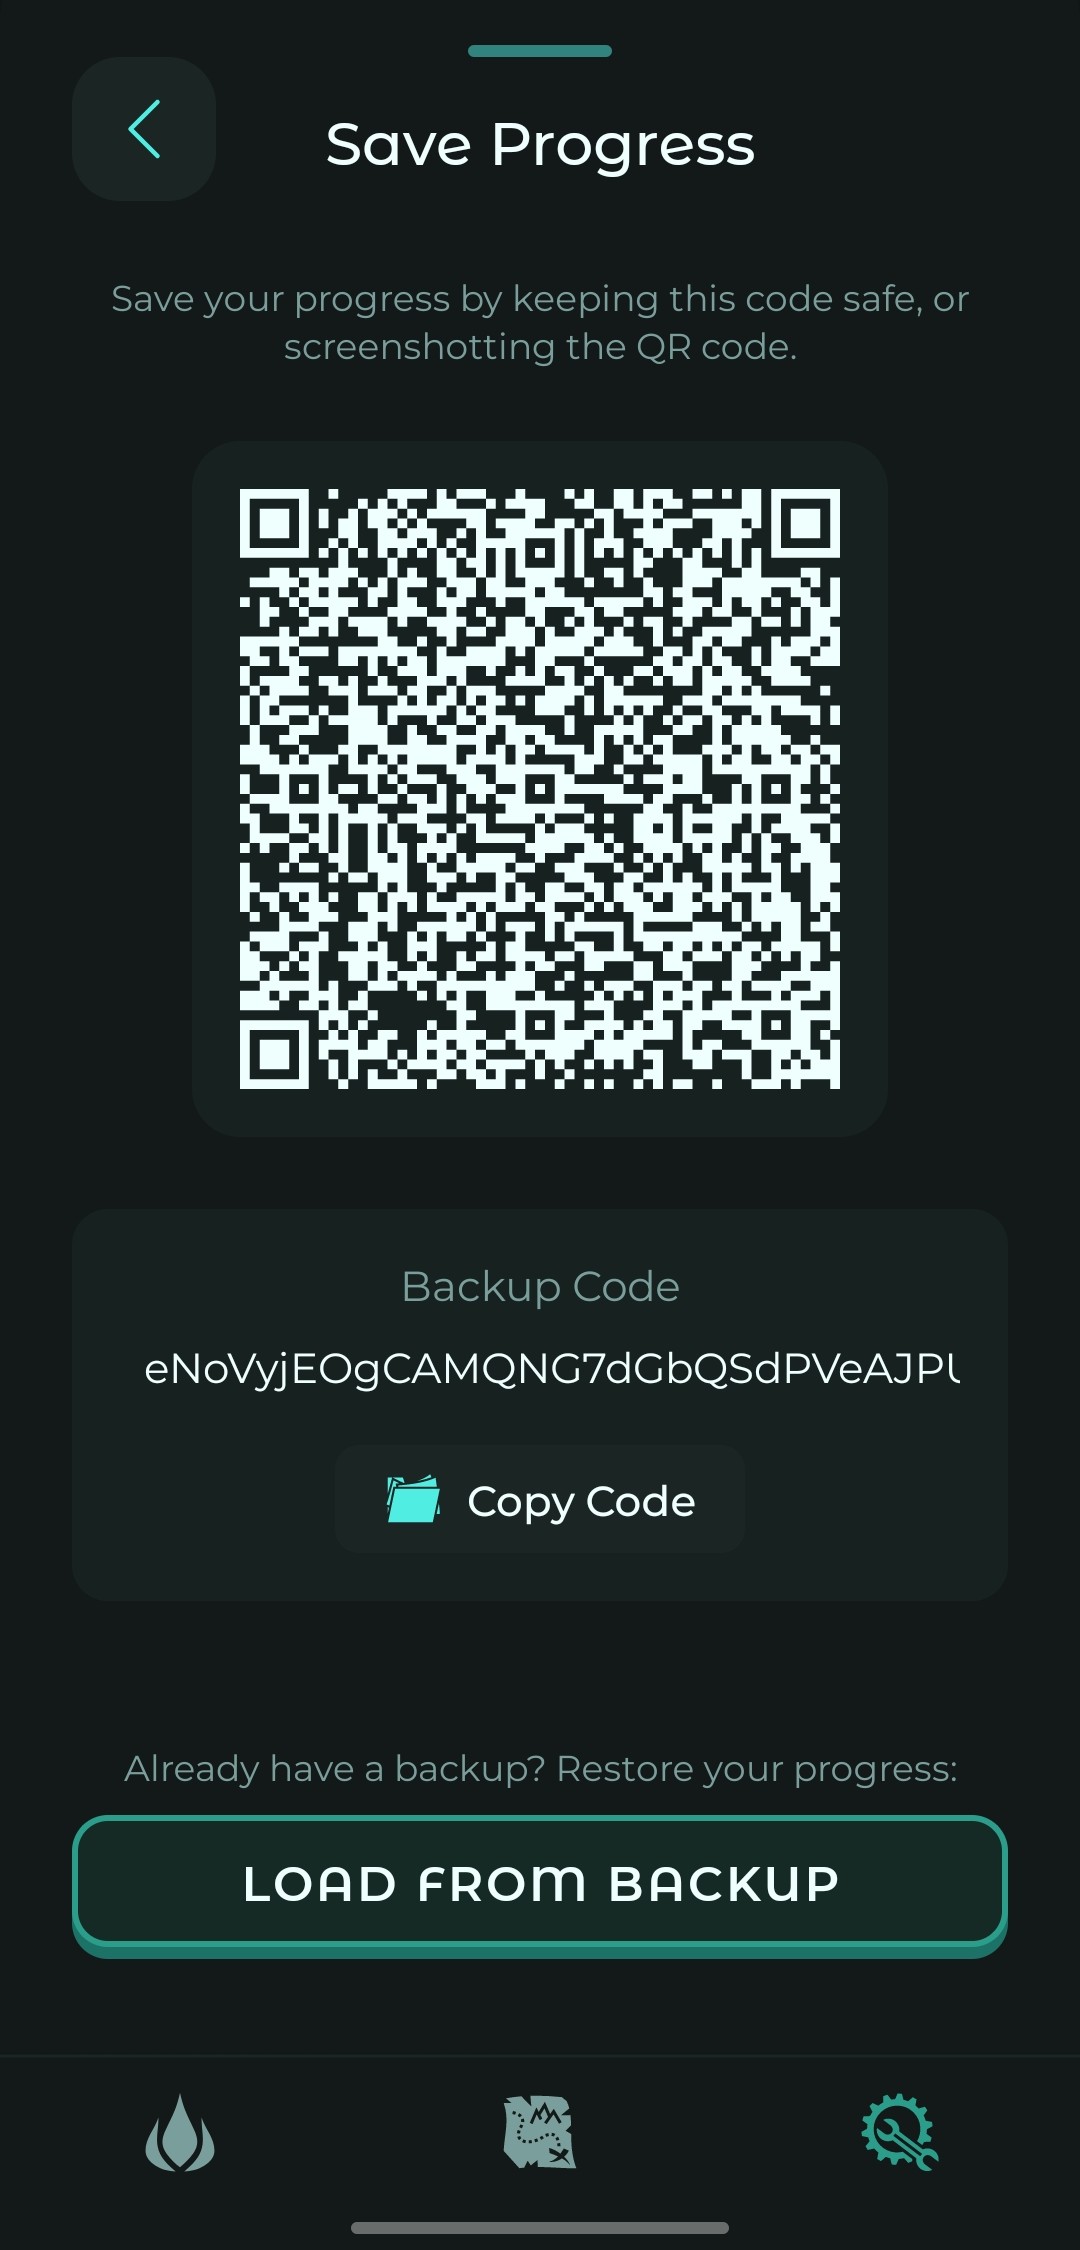 Save Progress
Save your progress by keeping this code safe, or
screenshotting the QR code.
Backup Code
eNoVyjEOgCAMQNG7dGbQSdPVeAJP
Copy Code
Already have a backup? Restore your progress:
LOAD FROM BACKUP